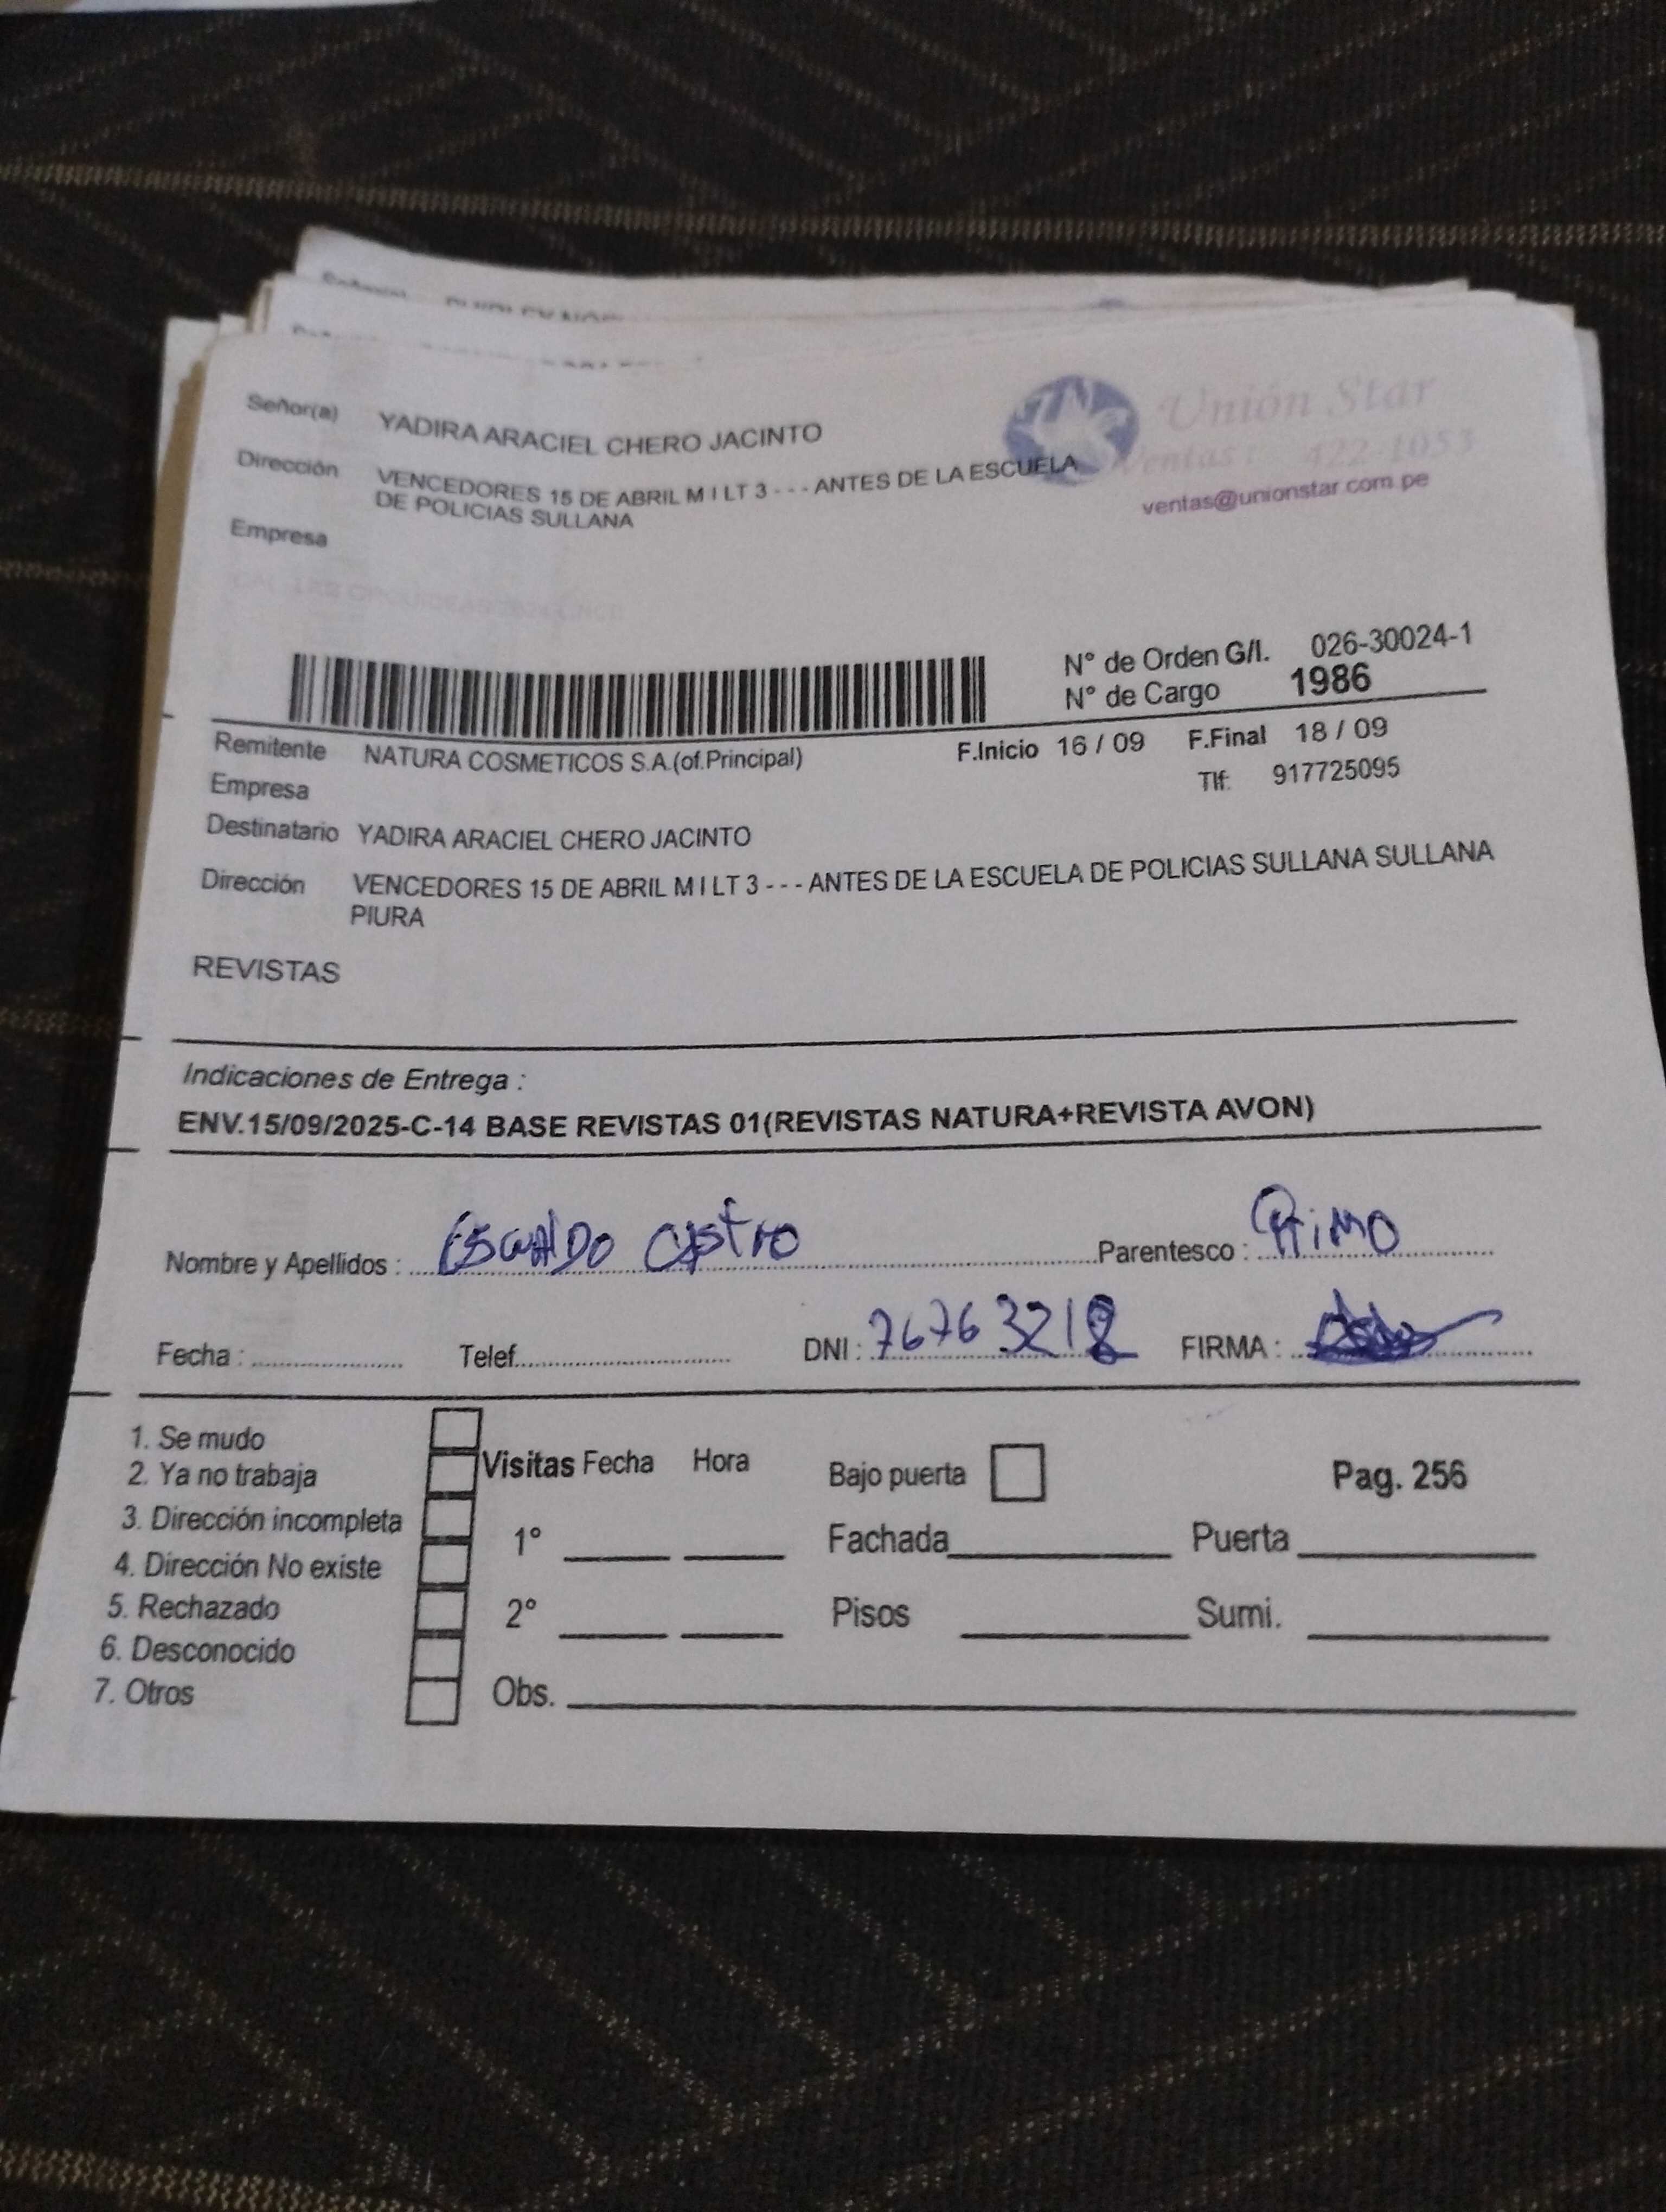 Señor(a) YADIRA ARACIEL CHERO JACINTO
Unión Star
Ventas: 422-1053
ventas@unionstar.com.pe
Dirección VENCEDORES 15 DE ABRIL M I LT 3 - - - ANTES DE LA ESCUELA
DE POLICIAS SULLANA
Empresa
N° de Orden G/I. 026-30024-1
N° de Cargo 1986
Remitente NATURA COSMETICOS S.A.(of.Principal) F.Inicio 16 / 09 F.Final 18 / 09
Empresa Tlf: 917725095
Destinatario YADIRA ARACIEL CHERO JACINTO
Dirección VENCEDORES 15 DE ABRIL M I LT 3 - - - ANTES DE LA ESCUELA DE POLICIAS SULLANA SULLANA
PIURA
REVISTAS
Indicaciones de Entrega :
ENV.15/09/2025-C-14 BASE REVISTAS 01(REVISTAS NATURA+REVISTA AVON)
Nombre y Apellidos : Castro Parentesco : Primo
Fecha : Telef. DNI : 76763218 FIRMA :
1. Se mudo
2. Ya no trabaja
3. Dirección incompleta
4. Dirección No existe
5. Rechazado
6. Desconocido
7. Otros
Visitas Fecha Hora Bajo puerta Pag. 256
1° Fachada Puerta
2° Pisos Sumi.
Obs.